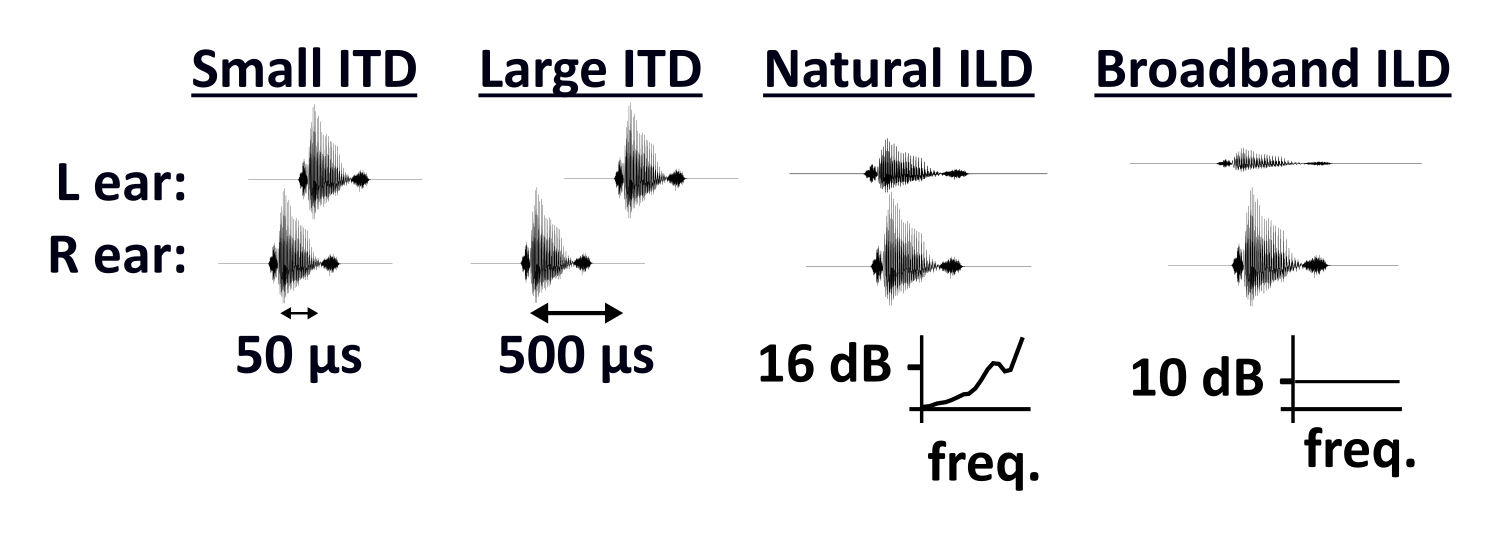 Small ITD Large ITD Natural ILD Broadband ILD
L ear:
R ear:
50 µs 500 µs 16 dB 10 dB
freq. freq.